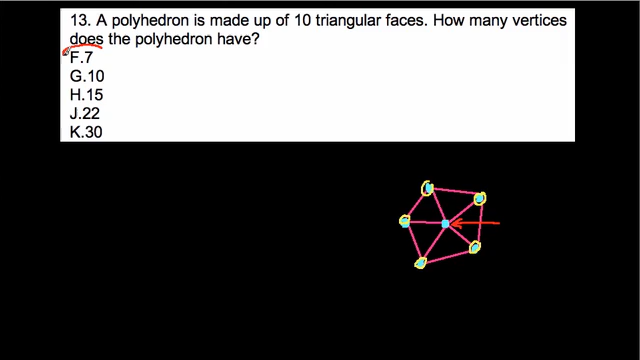 13. A polyhedron is made up of 10 triangular faces. How many vertices
does the polyhedron have?
F.7
G.10
H.15
J.22
K.30